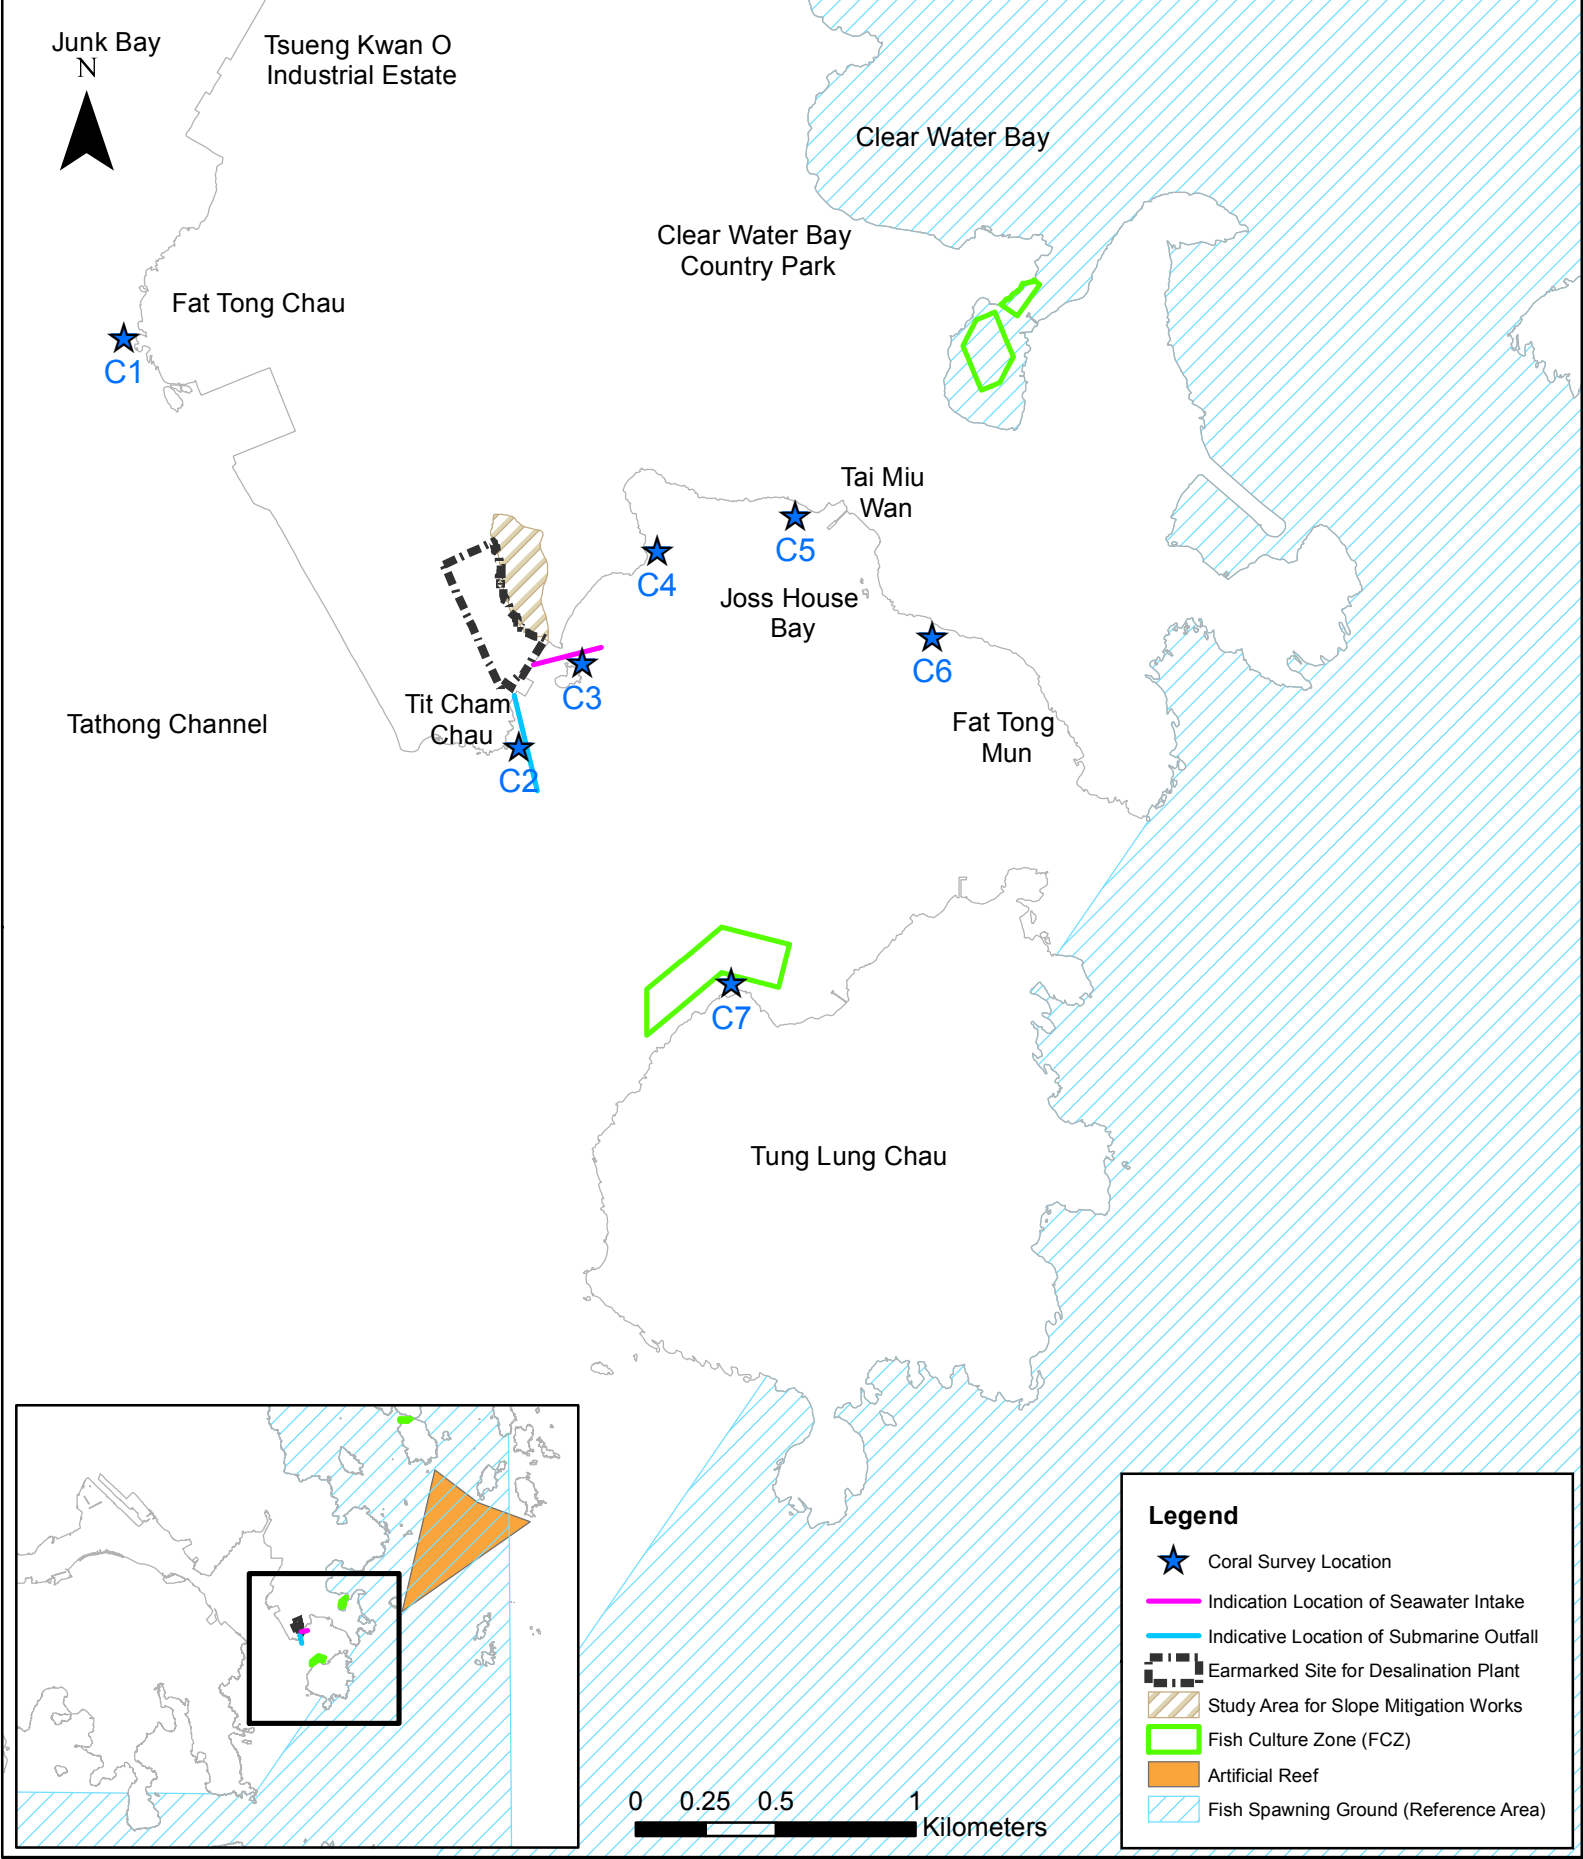 Junk Bay
N
Tsueng Kwan O
Industrial Estate
Clear Water Bay
Clear Water Bay
Country Park
Fat Tong Chau
C1
Tai Miu
Wan
C5
C4
Joss House
Bay
C6
C3
Tit Cham
Chau
Tathong Channel
Fat Tong
Mun
C2
C7
Tung Lung Chau
Legend
Coral Survey Location
Indication Location of Seawater Intake
Indicative Location of Submarine Outfall
Earmarked Site for Desalination Plant
Study Area for Slope Mitigation Works
Fish Culture Zone (FCZ)
Artificial Reef
Fish Spawning Ground (Reference Area)
0 0.25 0.5 1
Kilometers